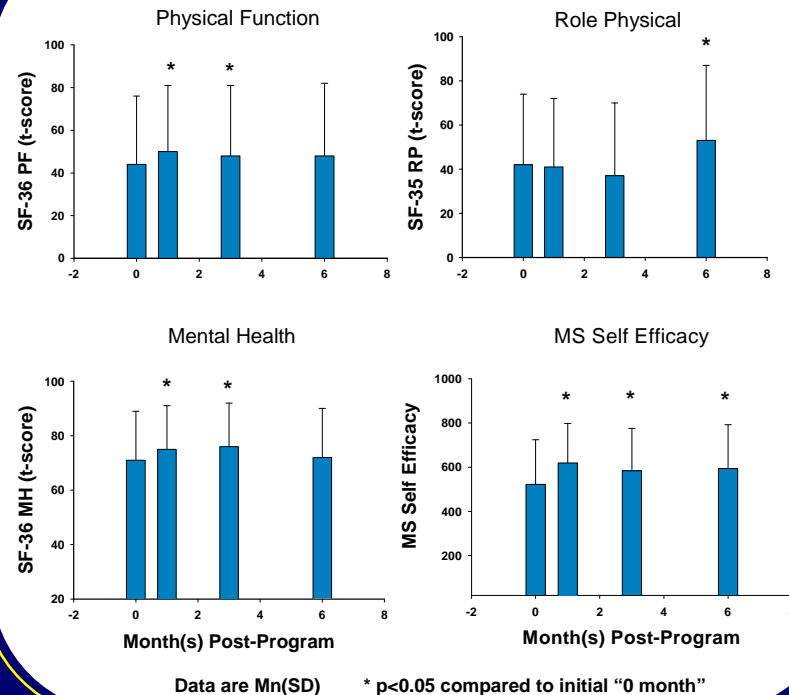 Physical Function
Role Physical
SF-36 PF (t-score)
100
80
60
40
20
0
-2 0 2 4 6 8
* *
SF-35 RP (t-score)
100
80
60
40
20
0
-2 0 2 4 6 8
*
Mental Health
MS Self Efficacy
SF-36 MH (t-score)
100
80
60
40
20
-2 0 2 4 6 8
* *
Month(s) Post-Program
MS Self Efficacy
1000
800
600
400
200
-2 0 2 4 6
* * *
Month(s) Post-Program
Data are Mn(SD) * p<0.05 compared to initial “0 month”